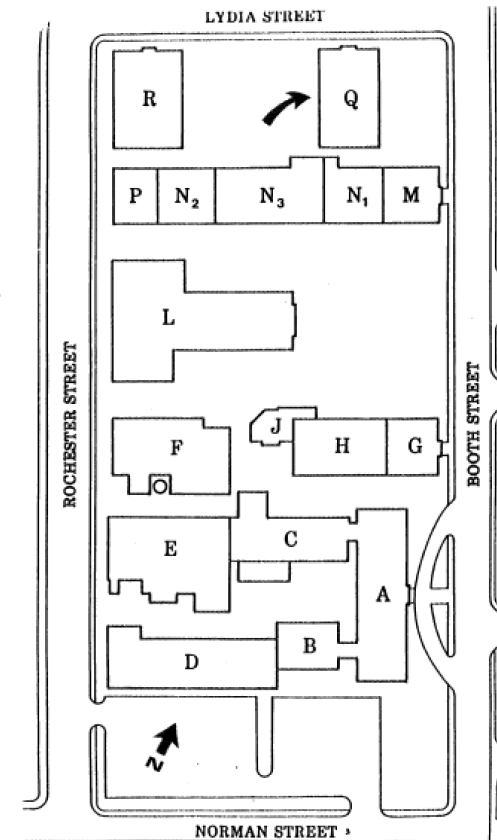 LYDIA STREET
R
Q
P N₂ N₃ N₁ M
L
ROCHESTER STREET
BOOTH STREET
J
F H G
E C
A
B
D
N
NORMAN STREET